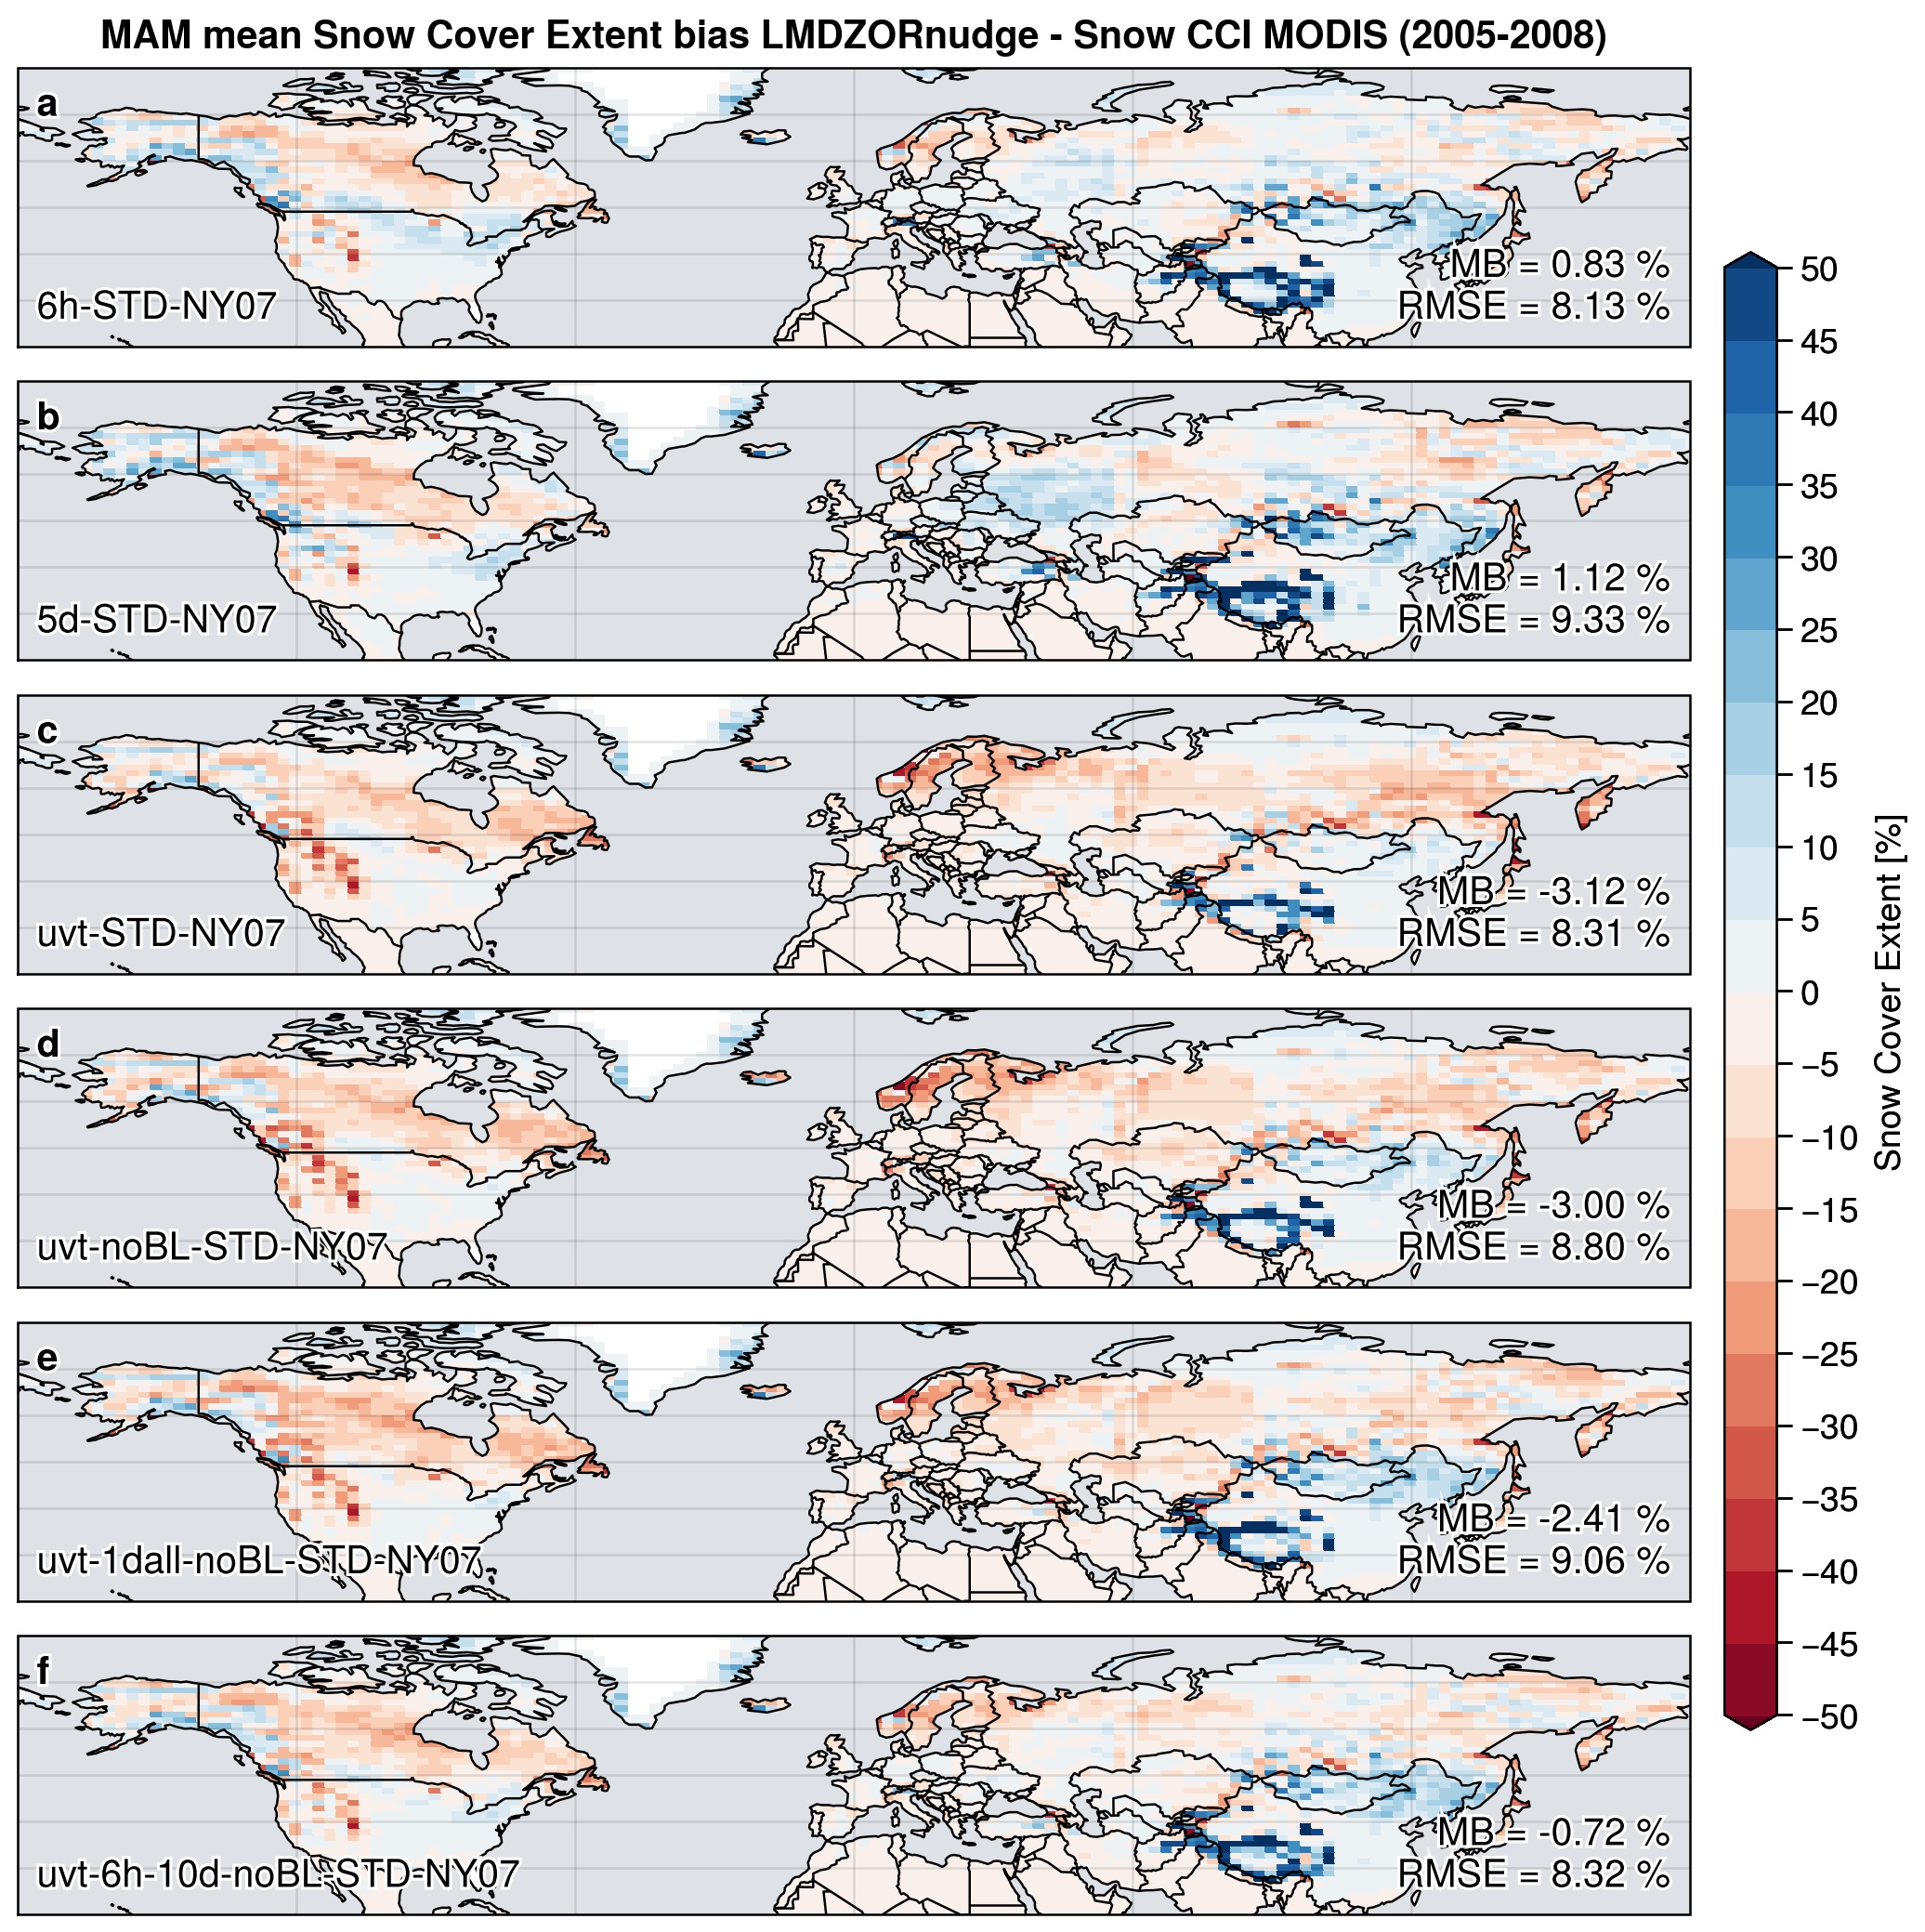 MAM mean Snow Cover Extent bias LMDZORnudge - Snow CCI MODIS (2005-2008)
a
MB = 0.83 %
6h-STD-NY07
RMSE = 8.13 %
b
MB = 1.12 %
5d-STD-NY07
RMSE = 9.33 %
c
MB = -3.12 %
uvt-STD-NY07
RMSE = 8.31 %
d
MB = -3.00 %
uvt-noBL-STD-NY07
RMSE = 8.80 %
e
MB = -2.41 %
uvt-1dall-noBL-STD-NY07
RMSE = 9.06 %
f
MB = -0.72 %
uvt-6h-10d-noBL-STD-NY07
RMSE = 8.32 %
50
45
40
35
30
25
20
15
10
5
0
−5
−10
−15
−20
−25
−30
−35
−40
−45
−50
Snow Cover Extent [%]